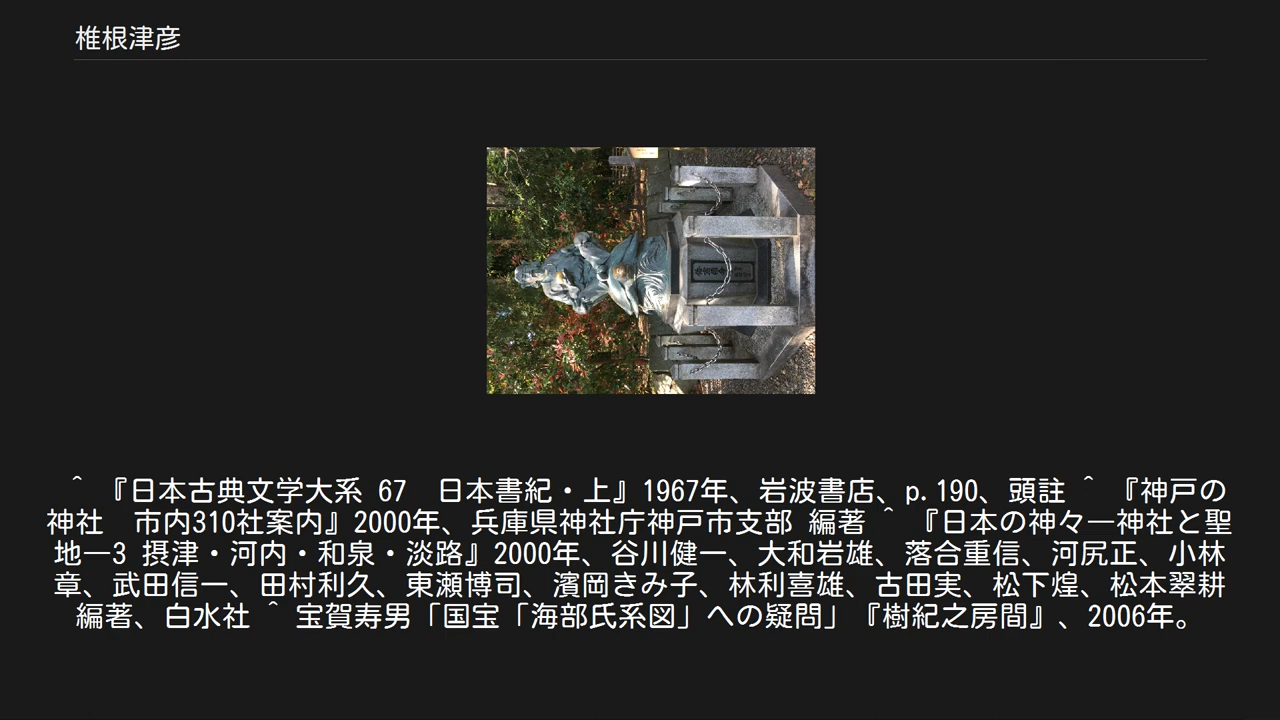 椎根津彦
^ 『日本古典文学大系 67　日本書紀・上』1967年、岩波書店、p.190、頭註 ^ 『神戸の
神社　市内310社案内』2000年、兵庫県神社庁神戸市支部 編著 ^ 『日本の神々―神社と聖
地―3 摂津・河内・和泉・淡路』2000年、谷川健一、大和岩雄、落合重信、河尻正、小林
章、武田信一、田村利久、東瀬博司、濱岡きみ子、林利喜雄、古田実、松下煌、松本翠耕
編著、白水社 ^ 宝賀寿男「国宝「海部氏系図」への疑問」『樹紀之房間』、2006年。